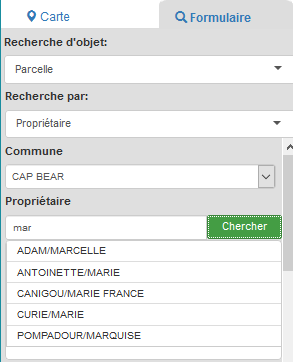 Carte
Formulaire
Recherche d'objet:
Parcelle
Recherche par:
Propriétaire
Commune
CAP BEAR
Propriétaire
mar
Chercher
ADAM/MARCELLE
ANTOINETTE/MARIE
CANIGOU/MARIE FRANCE
CURIE/MARIE
POMPADOUR/MARQUISE